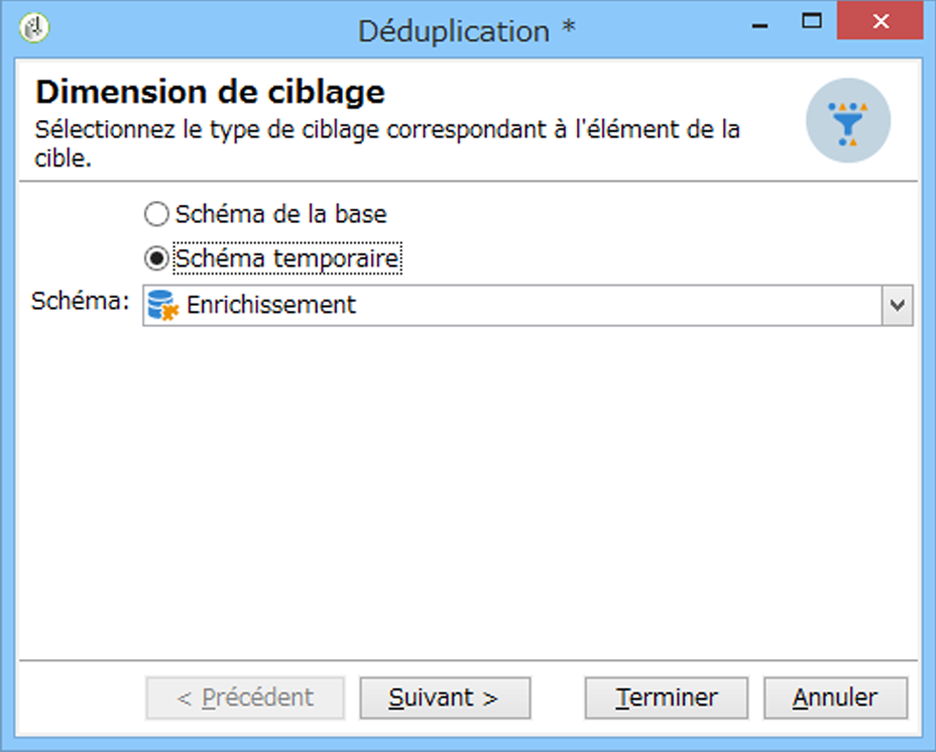 Déduplication *
Dimension de ciblage
Sélectionnez le type de ciblage correspondant à l'élément de la
cible.
Schéma de la base
Schéma temporaire
Schéma: Enrichissement
< Précédent Suivant > Terminer Annuler